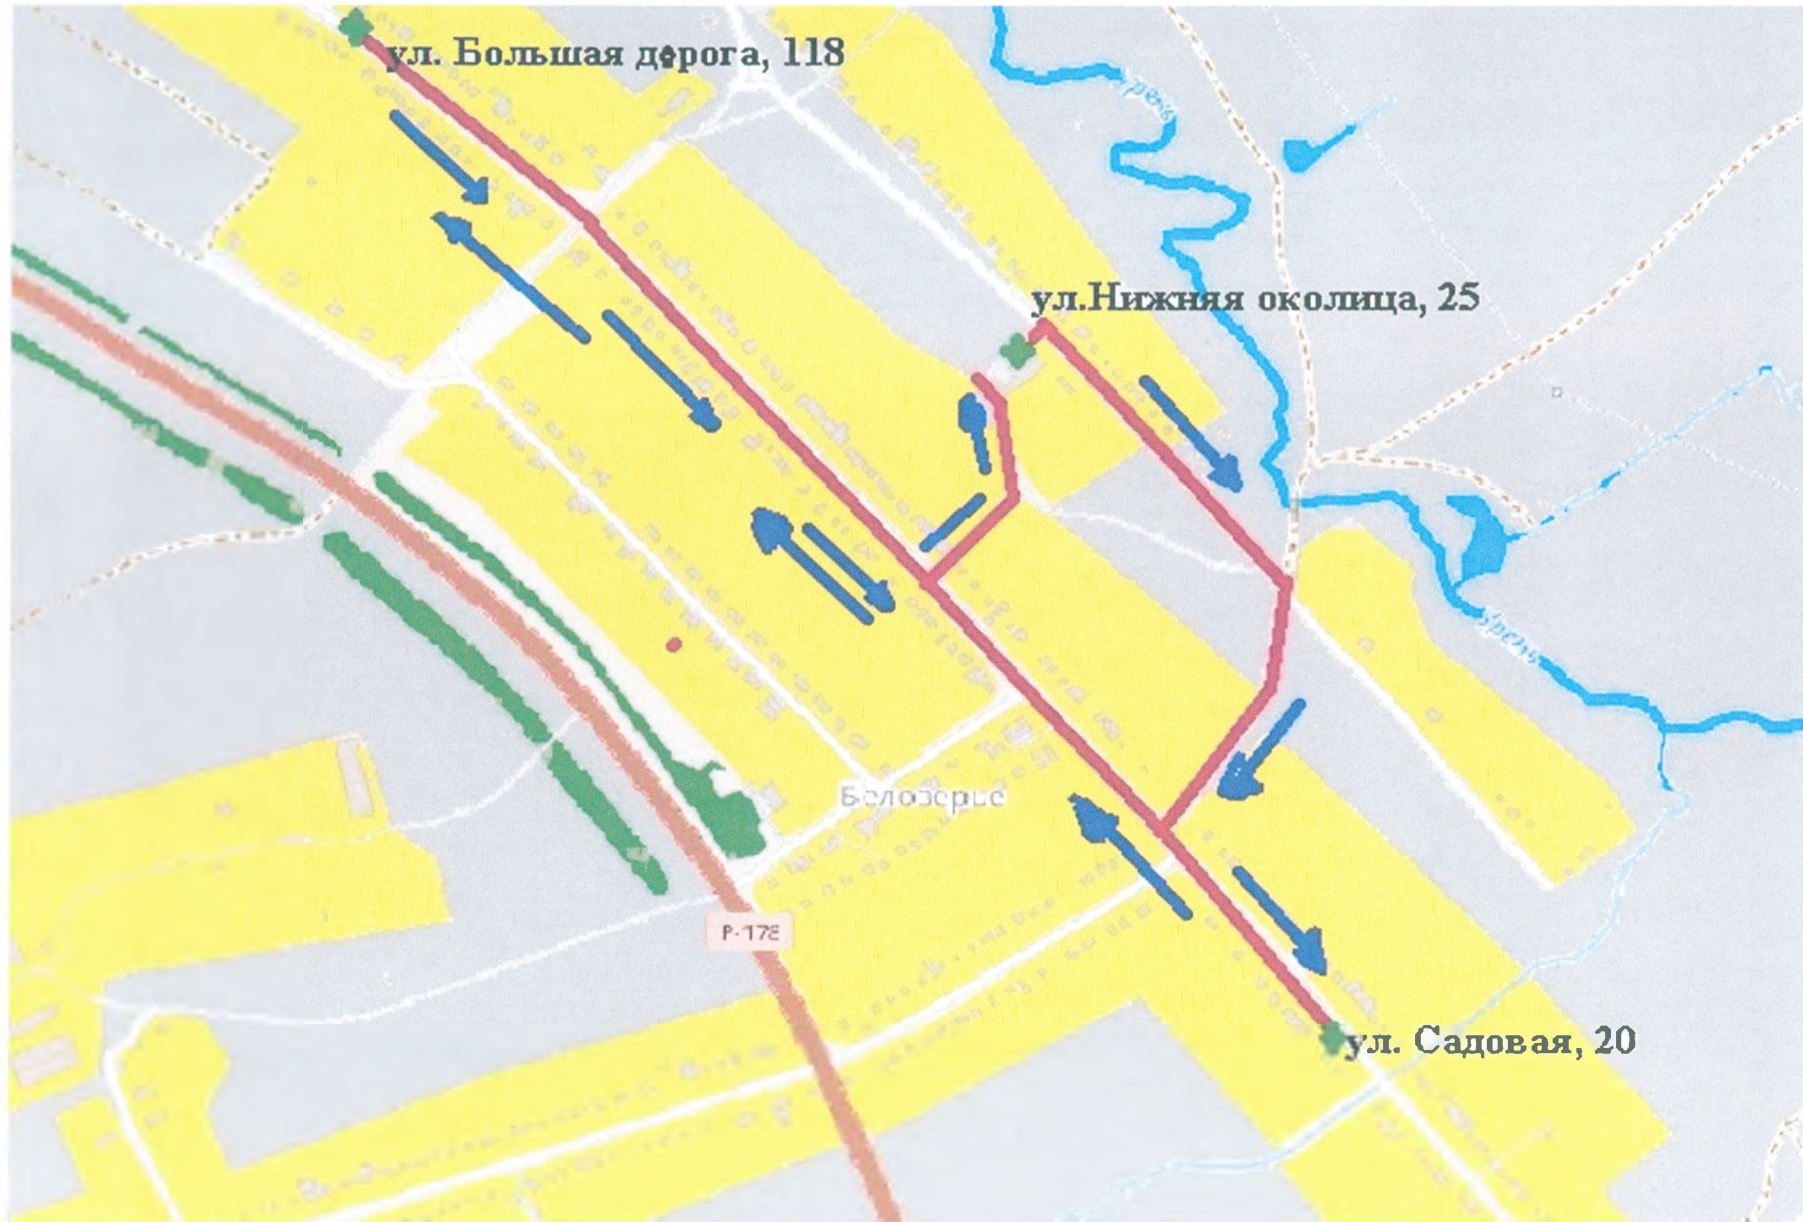 ул. Большая дорога, 118
ул.Нижняя околица, 25
Белозерье
Р-178
ул. Садовая, 20